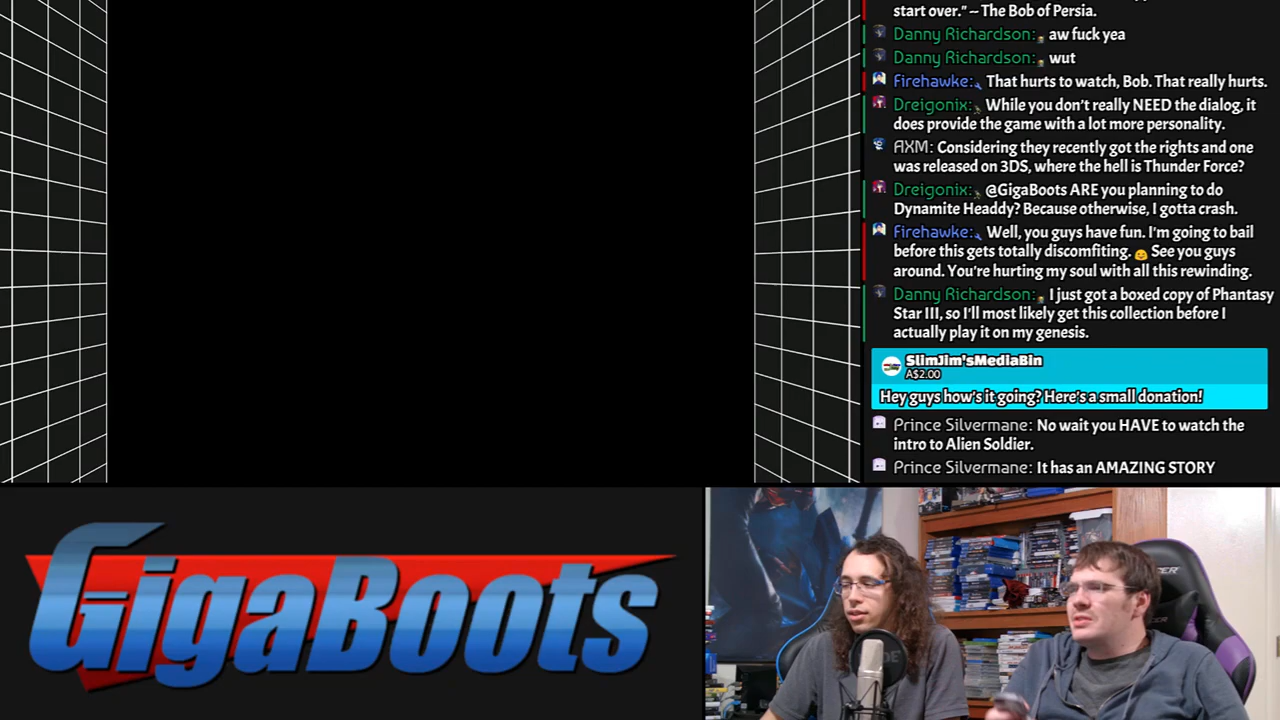 start over." -- The Bob of Persia.
Danny Richardson: aw fuck yea
Danny Richardson: wut
Firehawke: That hurts to watch, Bob. That really hurts.
Dreigonix: While you don't really NEED the dialog, it
does provide the game with a lot more personality.
AXM: Considering they recently got the rights and one
was released on 3DS, where the hell is Thunder Force?
Dreigonix: @GigaBoots ARE you planning to do
Dynamite Headdy? Because otherwise, I gotta crash.
Firehawke: Well, you guys have fun. I'm going to bail
before this gets totally discomfiting. See you guys
around. You're hurting my soul with all this rewinding.
Danny Richardson: I just got a boxed copy of Phantasy
Star III, so I'll most likely get this collection before I
actually play it on my genesis.
SlimJim'sMediaBin
A$2.00
Hey guys how's it going? Here's a small donation!
Prince Silvermane: No wait you HAVE to watch the
intro to Alien Soldier.
Prince Silvermane: It has an AMAZING STORY
GigaBoots